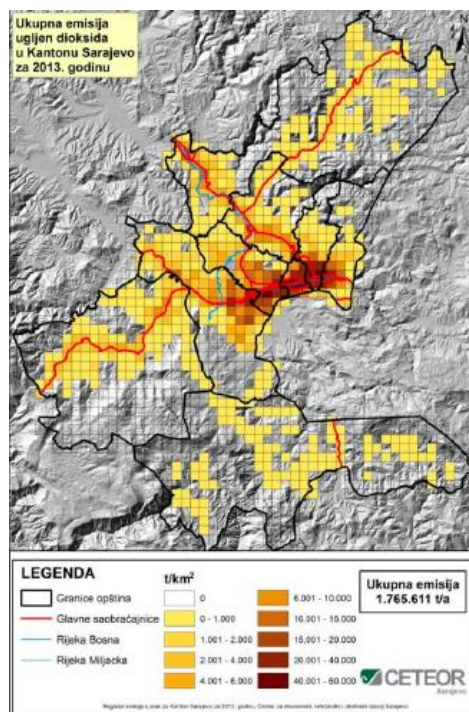 Ukupna emisija
ugljen dioksida
u Kantonu Sarajevo
za 2013. godinu
LEGENDA
Granice opština
Glavne saobraćajnice
Rijeka Bosna
Rijeka Miljacka
t/km²
0
0 - 1.000
1.001 - 2.000
2.001 - 4.000
4.001 - 6.000
6.001 - 10.000
10.001 - 15.000
15.001 - 20.000
20.001 - 40.000
40.001 - 60.000
Ukupna emisija
1.765.611 t/a
CETEOR
Sarajevo